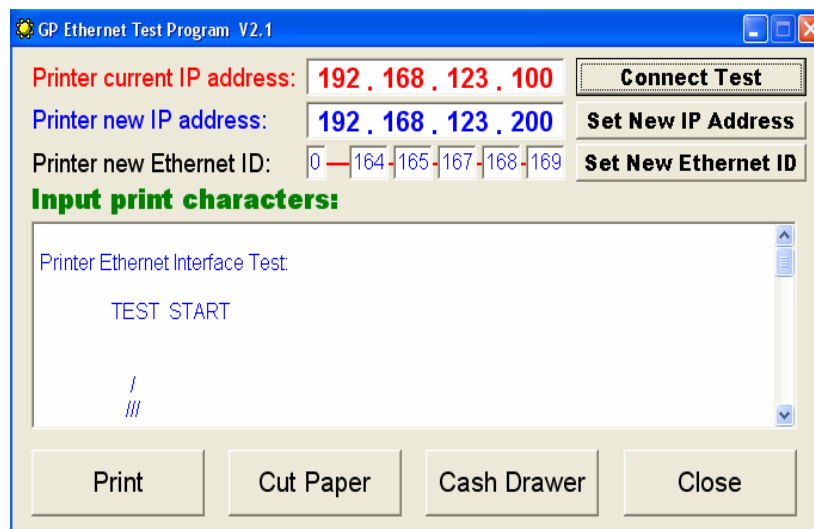 GP Ethernet Test Program V2.1
Printer current IP address: 192 . 168 . 123 . 100 Connect Test
Printer new IP address: 192 . 168 . 123 . 200 Set New IP Address
Printer new Ethernet ID: 0 — 164 - 165 - 167 - 168 - 169 Set New Ethernet ID
Input print characters:
Printer Ethernet Interface Test:
TEST START
/
///
Print Cut Paper Cash Drawer Close